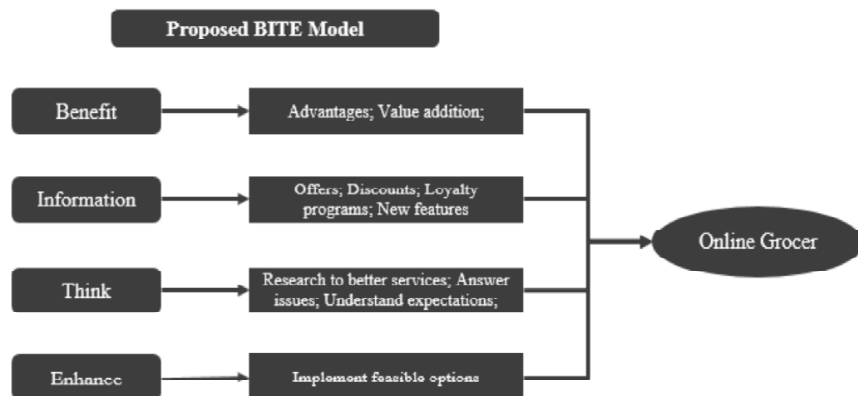 Proposed BITE Model
Benefit
Advantages; Value addition;
Information
Offers; Discounts; Loyalty
programs; New features
Online Grocer
Think
Research to better services; Answer
issues; Understand expectations;
Enhance
Implement feasible options